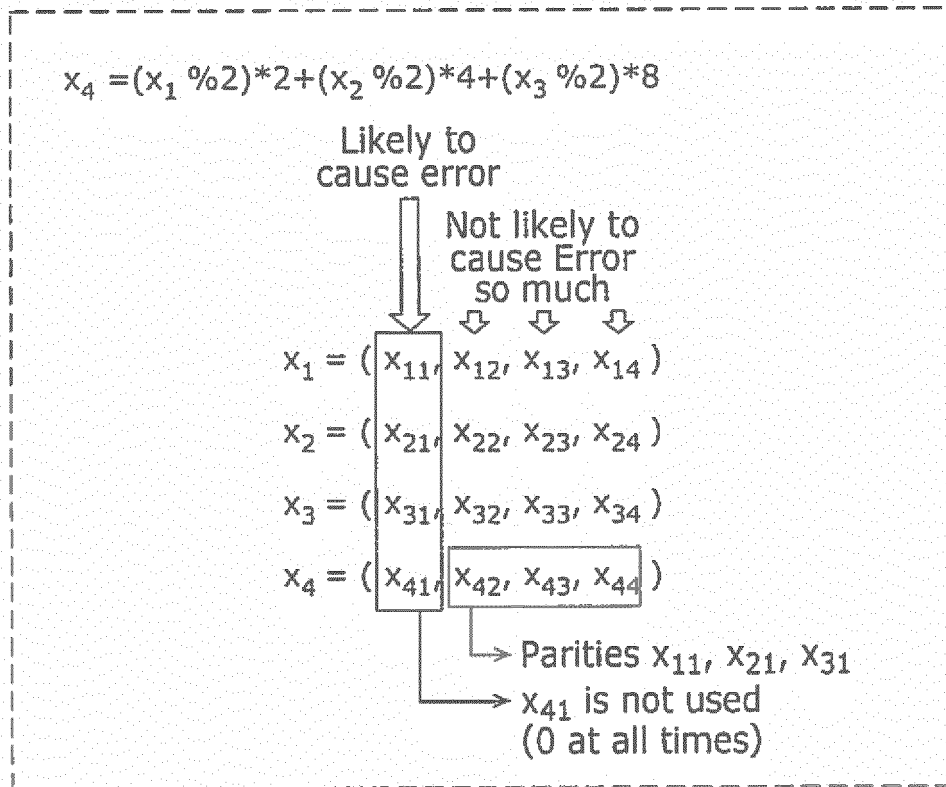 x₄ =(x₁ %2)*2+(x₂ %2)*4+(x₃ %2)*8
Likely to
cause error
Not likely to
cause Error
so much
x₁ = ( x₁₁, x₁₂, x₁₃, x₁₄ )
x₂ = ( x₂₁, x₂₂, x₂₃, x₂₄ )
x₃ = ( x₃₁, x₃₂, x₃₃, x₃₄ )
x₄ = ( x₄₁, x₄₂, x₄₃, x₄₄ )
Parities x₁₁, x₂₁, x₃₁
x₄₁ is not used
(0 at all times)